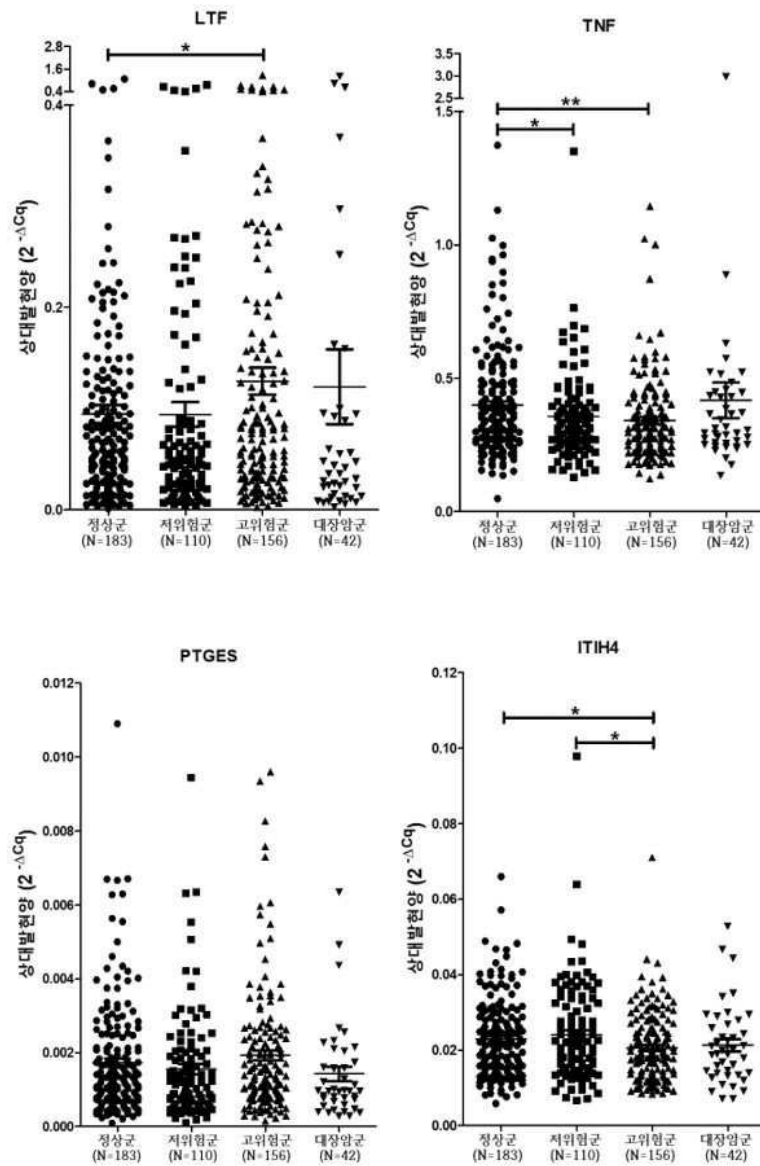 LTF
*
2.8
1.6
0.4
0.4
0.2
0.0
상대발현양 (2 -ΔCq)
정상군 저위험군 고위험군 대장암군
(N=183) (N=110) (N=156) (N=42)
TNF
3.5
3.0
2.5
1.5
**
*
1.0
0.5
0.0
상대발현양 (2 -ΔCq)
정상군 저위험군 고위험군 대장암군
(N=183) (N=110) (N=156) (N=42)
PTGES
0.012
0.010
0.008
0.006
0.004
0.002
0.000
상대발현양 (2 -ΔCq)
정상군 저위험군 고위험군 대장암군
(N=183) (N=110) (N=156) (N=42)
ITIH4
0.12
*
*
0.10
0.08
0.06
0.04
0.02
0.00
상대발현양 (2 -ΔCq)
정상군 저위험군 고위험군 대장암군
(N=183) (N=110) (N=156) (N=42)